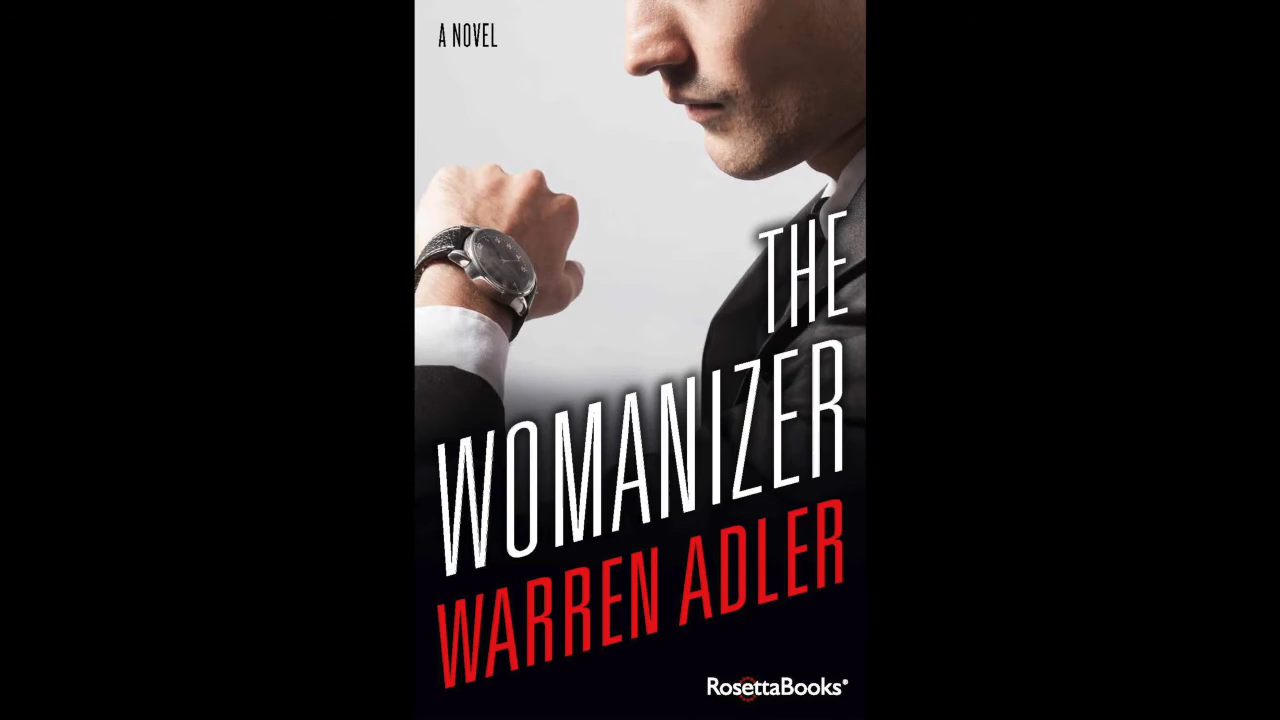 A NOVEL
THE
WOMANIZER
WARREN ADLER
RosettaBooks®